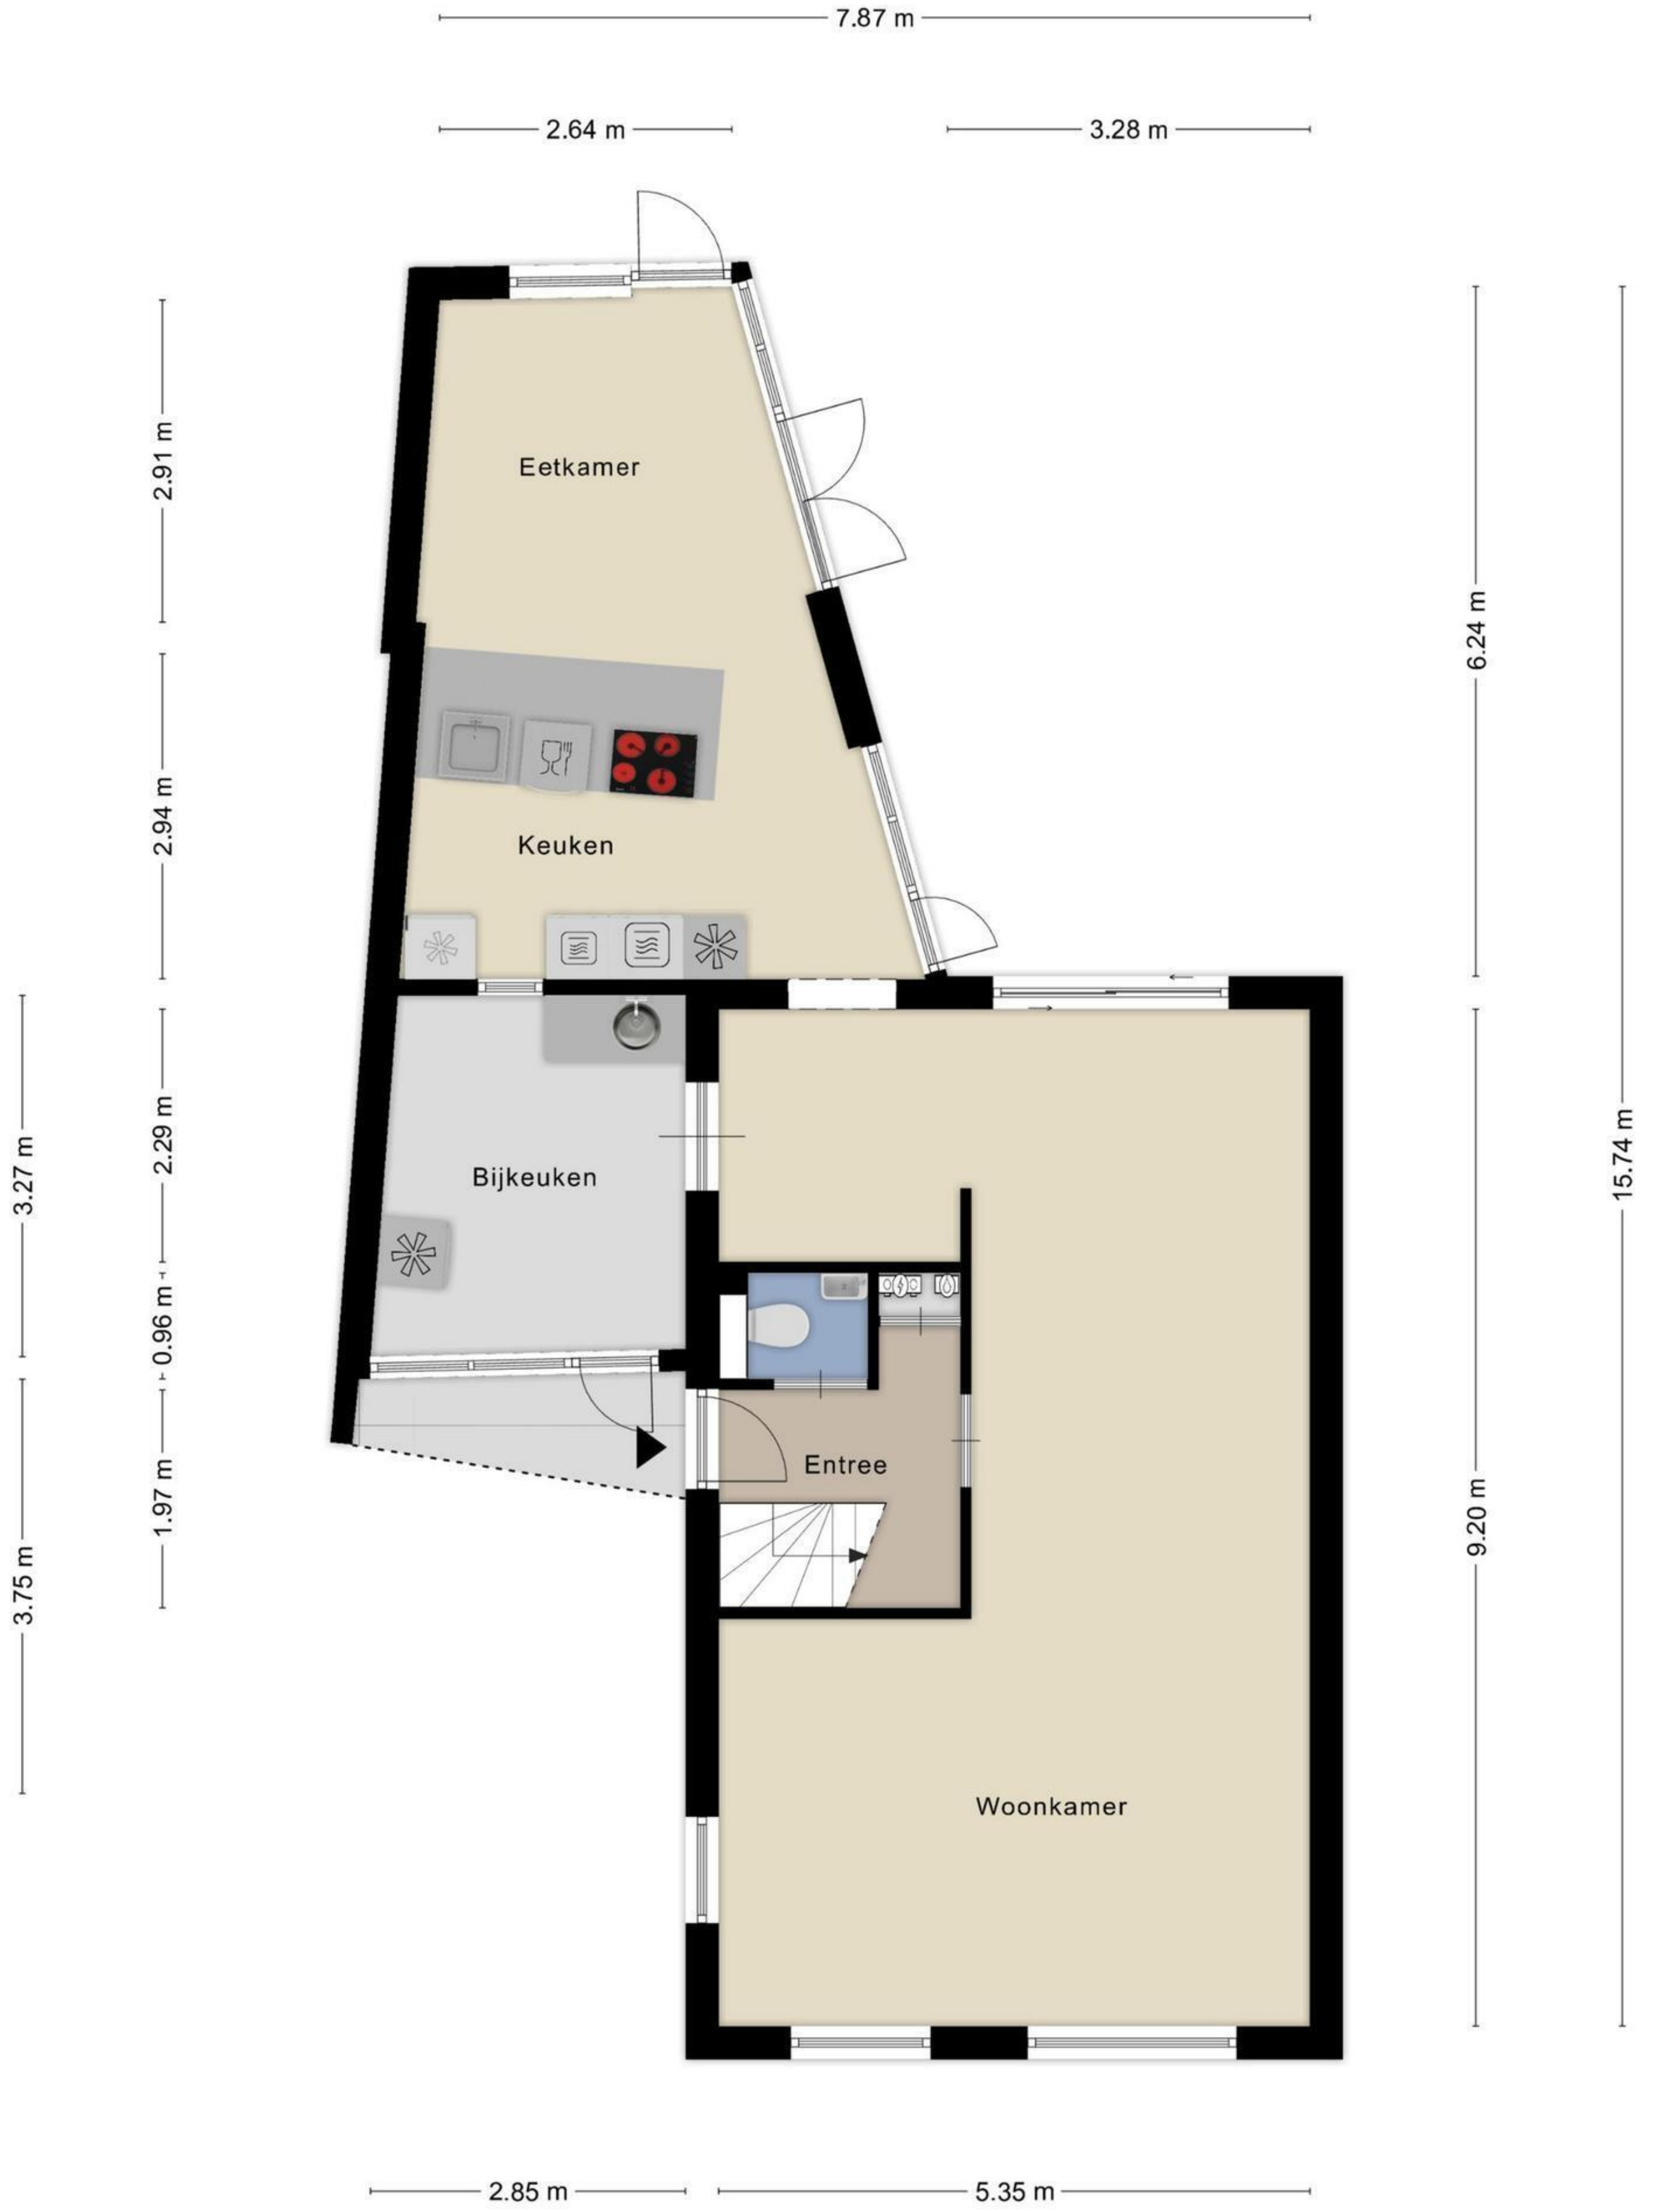 7.87 m
2.64 m
3.28 m
Eetkamer
2.91 m
6.24 m
2.94 m
Keuken
3.27 m
2.29 m
Bijkeuken
15.74 m
0.96 m
Entree
1.97 m
9.20 m
3.75 m
Woonkamer
2.85 m
5.35 m